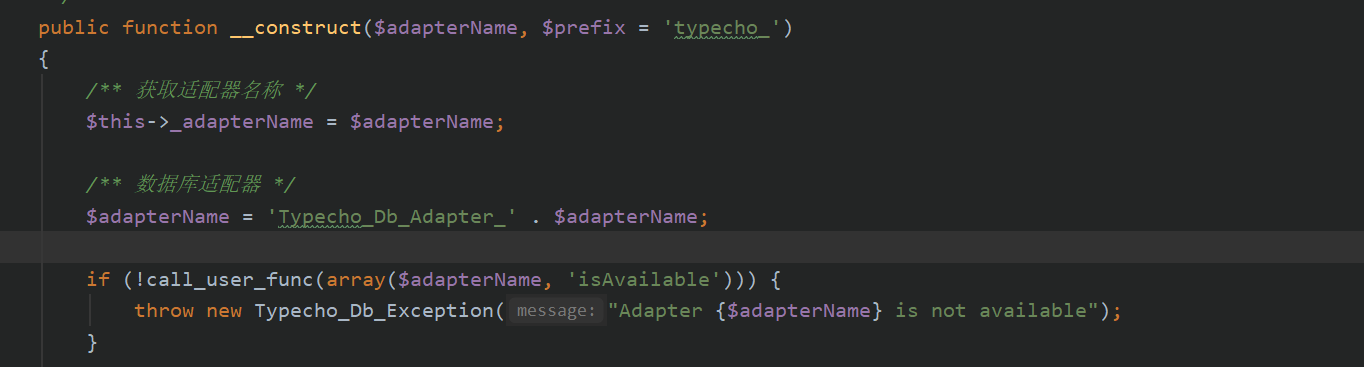 public function __construct($adapterName, $prefix = 'typecho_')
{
/** 获取适配器名称 */
$this->_adapterName = $adapterName;
/** 数据库适配器 */
$adapterName = 'Typecho_Db_Adapter_' . $adapterName;
if (!call_user_func(array($adapterName, 'isAvailable'))) {
throw new Typecho_Db_Exception( message: "Adapter {$adapterName} is not available");
}